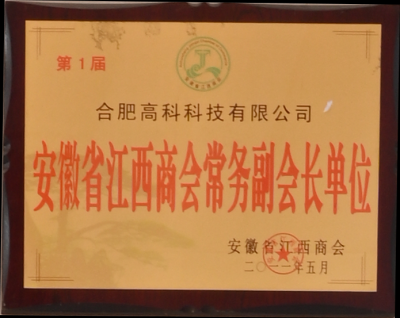 第1届
合肥高科科技有限公司
安徽省江西商会常务副会长单位
安徽省江西商会
二〇一一年五月